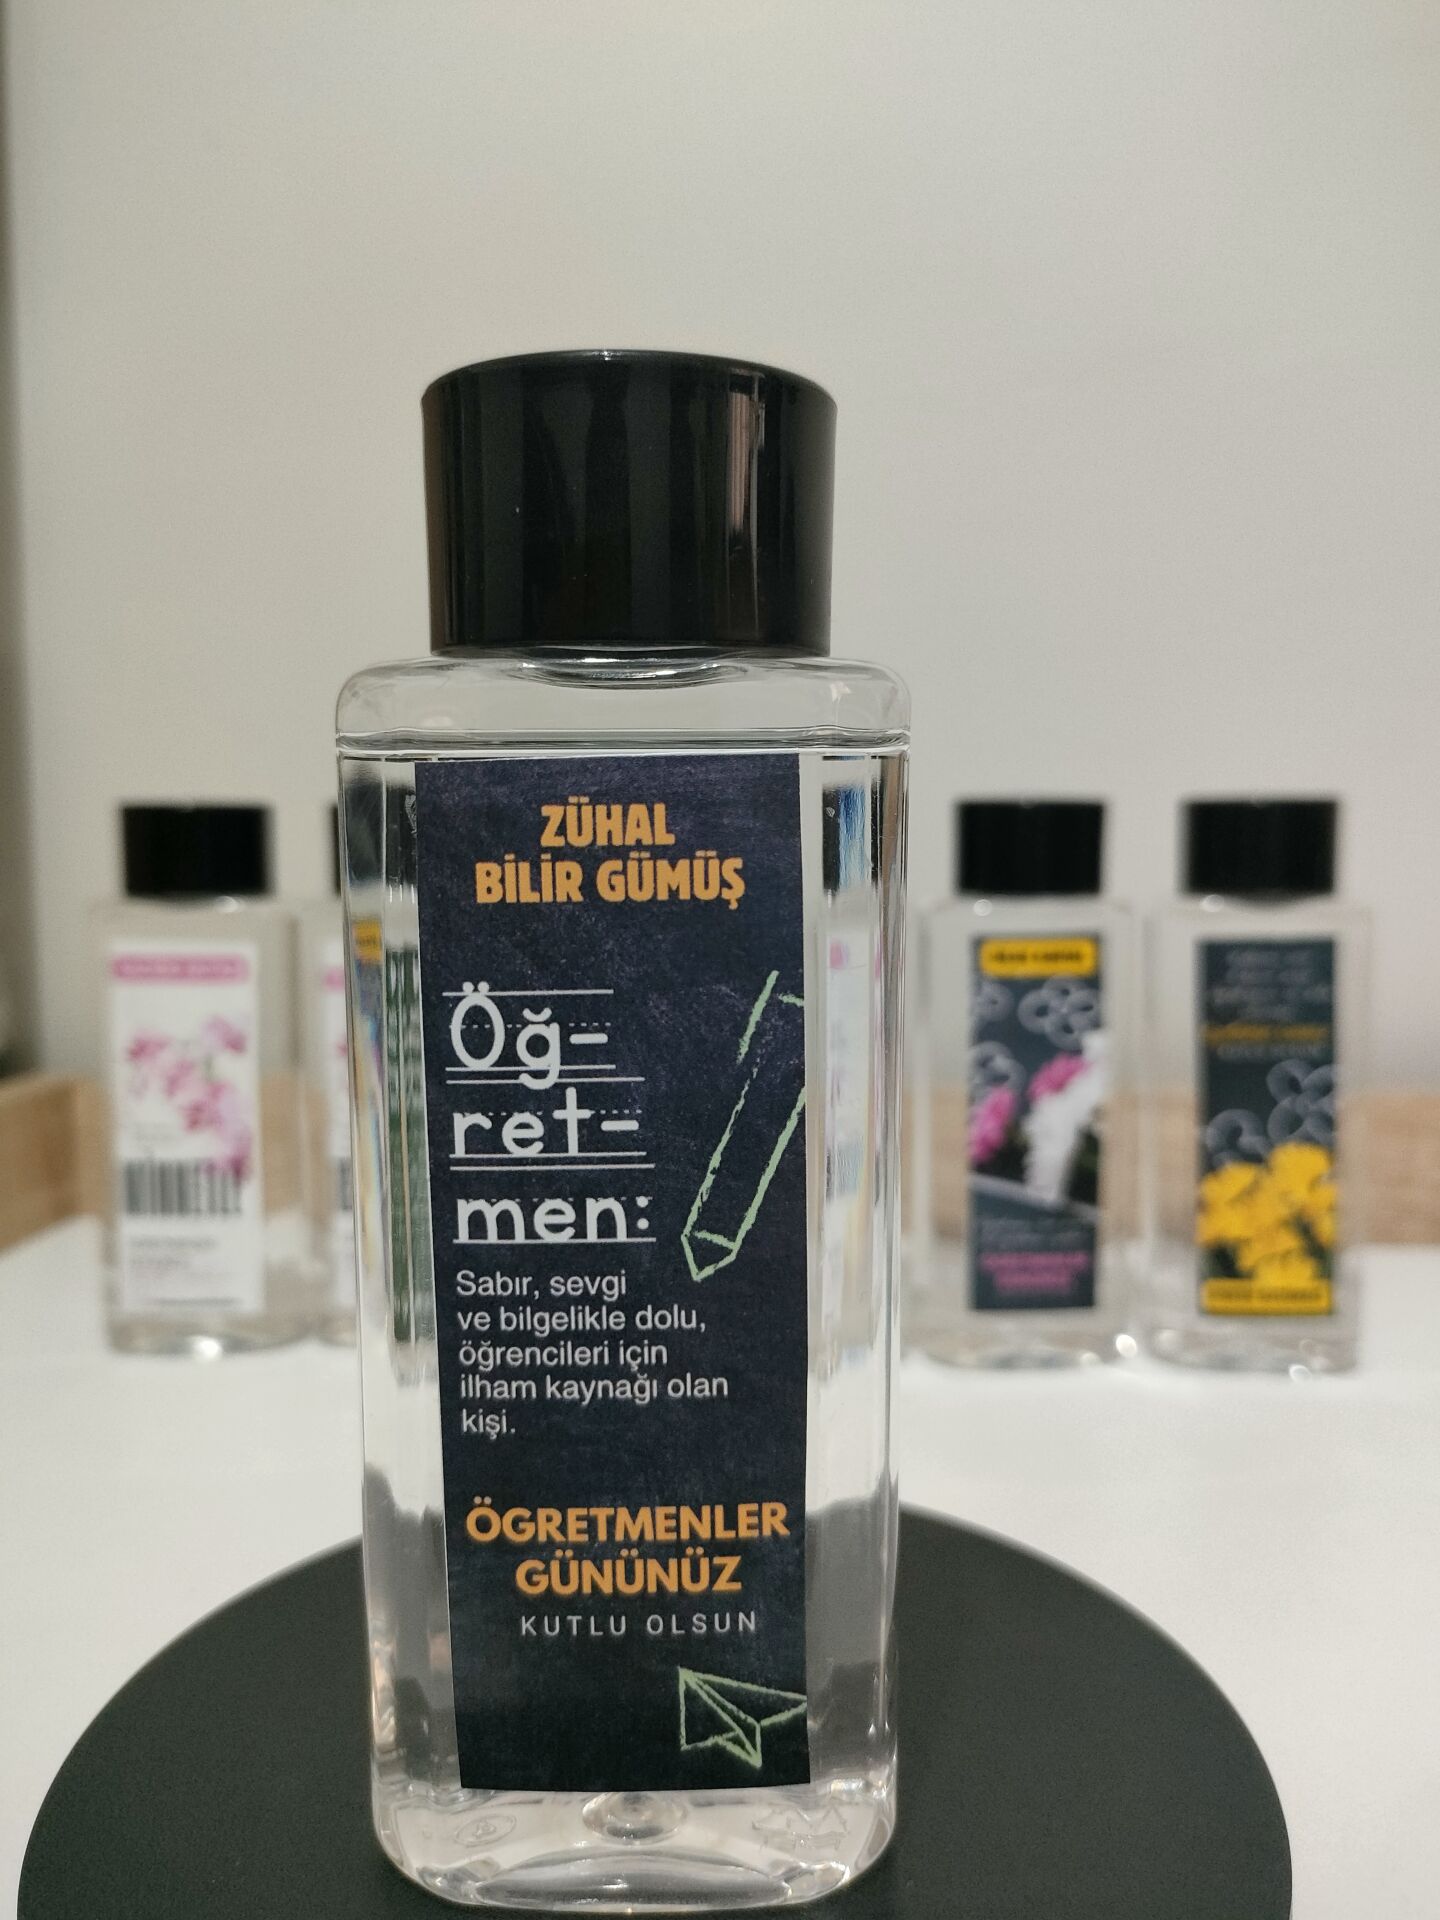 ZÜHAL
BİLİR GÜMÜŞ
Öğ-
ret-
men:
Sabır, sevgi
ve bilgelikle dolu,
öğrencileri için
ilham kaynağı olan
kişi.
ÖGRETMENLER
GÜNÜNÜZ
KUTLU OLSUN